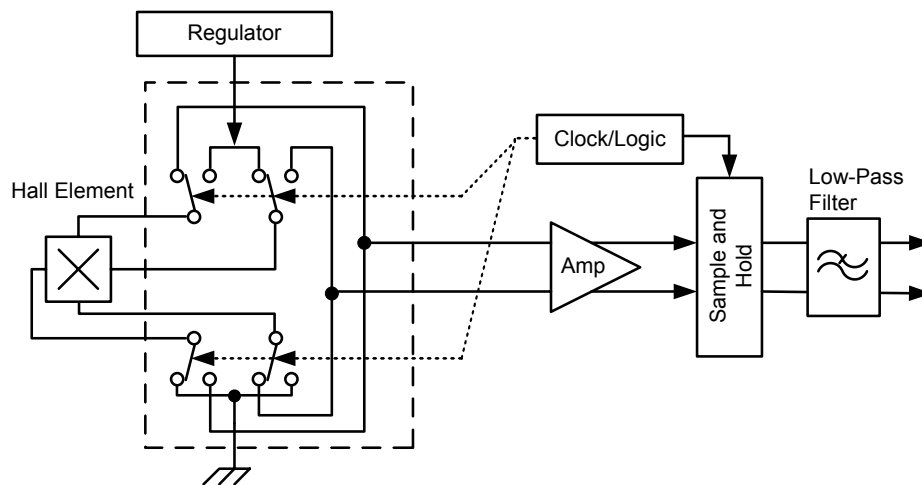 Regulator
Clock/Logic
Hall Element
Low-Pass
Filter
Amp
Sample and
Hold